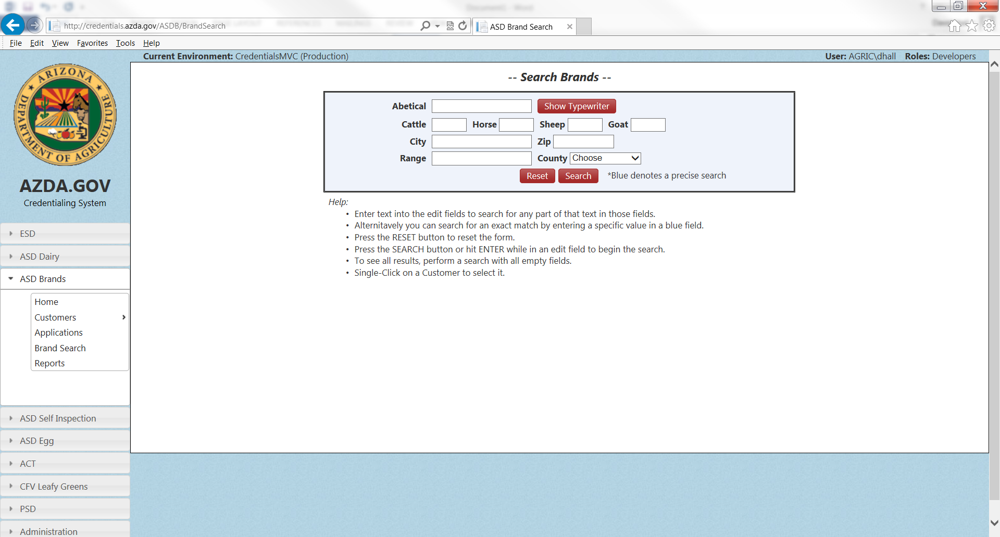 http://credentials.azda.gov/ASDB/BrandSearch
ASD Brand Search
File Edit View Favorites Tools Help
Current Environment: CredentialsMVC (Production)
User: AGRIC\dhall Roles: Developers
ARIZONA
DEPARTMENT OF AGRICULTURE
AZDA.GOV
Credentialing System
ESD
ASD Dairy
ASD Brands
Home
Customers
Applications
Brand Search
Reports
ASD Self Inspection
ASD Egg
ACT
CFV Leafy Greens
PSD
Administration
-- Search Brands --
Abetical Show Typewriter
Cattle Horse Sheep Goat
City Zip
Range County Choose
Reset Search *Blue denotes a precise search
Help:
• Enter text into the edit fields to search for any part of that text in those fields.
• Alternitavely you can search for an exact match by entering a specific value in a blue field.
• Press the RESET button to reset the form.
• Press the SEARCH button or hit ENTER while in an edit field to begin the search.
• To see all results, perform a search with all empty fields.
• Single-Click on a Customer to select it.